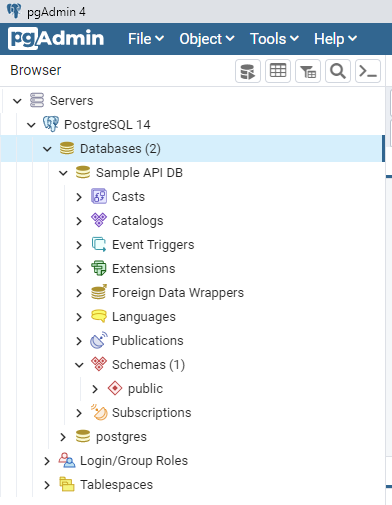 pgAdmin 4
pgAdmin File Object Tools Help
Browser
Servers
PostgreSQL 14
Databases (2)
Sample API DB
Casts
Catalogs
Event Triggers
Extensions
Foreign Data Wrappers
Languages
Publications
Schemas (1)
public
Subscriptions
postgres
Login/Group Roles
Tablespaces